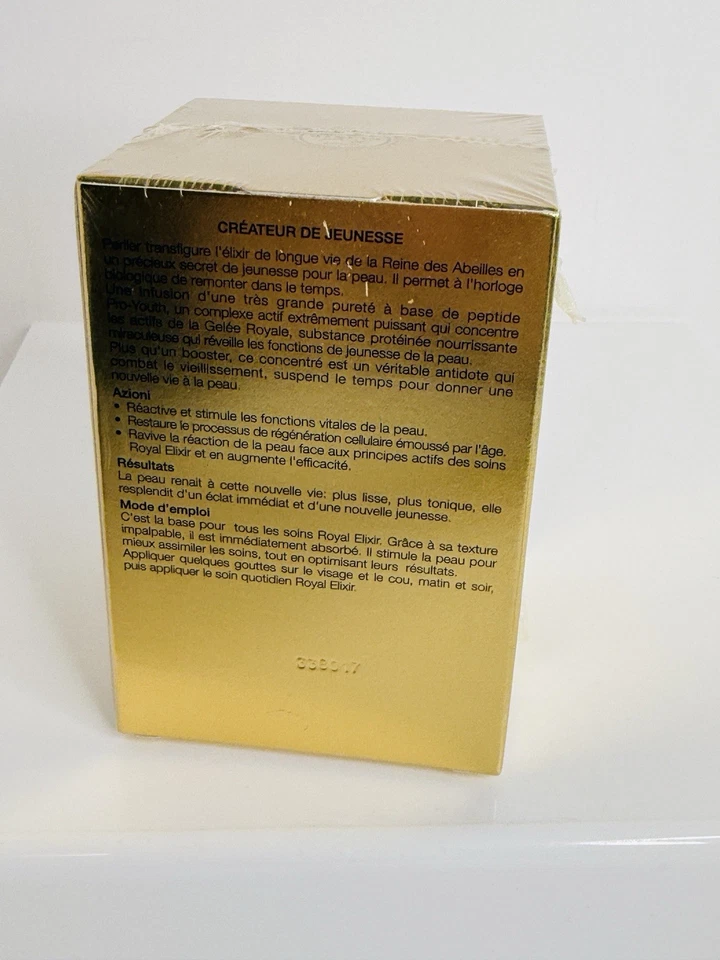 CRÉATEUR DE JEUNESSE
Perlier transfigure l'élixir de longue vie de la Reine des Abeilles en
un précieux secret de jeunesse pour la peau. Il permet à l'horloge
biologique de remonter dans le temps.
Une Infusion d'une très grande pureté à base de peptide
Pro-Youth, un complexe actif extrêmement puissant qui concentre
les actifs de la Gelée Royale, substance protéinée nourrissante
miraculeuse qui réveille les fonctions de jeunesse de la peau.
Plus qu'un booster, ce concentré est un véritable antidote qui
combat le vieillissement, suspend le temps pour donner une
nouvelle vie à la peau.
Azioni
• Réactive et stimule les fonctions vitales de la peau.
• Restaure le processus de régénération cellulaire émoussé par l'âge.
• Ravive la réaction de la peau face aux principes actifs des soins
Royal Elixir et en augmente l'efficacité.
Résultats
La peau renait à cette nouvelle vie: plus lisse, plus tonique, elle
resplendit d'un éclat immédiat et d'une nouvelle jeunesse.
Mode d'emploi
C'est la base pour tous les soins Royal Elixir. Grâce à sa texture
impalpable, il est immédiatement absorbé. Il stimule la peau pour
mieux assimiler les soins, tout en optimisant leurs résultats.
Appliquer quelques gouttes sur le visage et le cou, matin et soir,
puis appliquer le soin quotidien Royal Elixir.